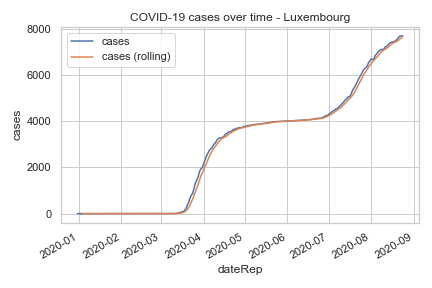 COVID-19 cases over time - Luxembourg
cases
cases (rolling)
8000
6000
4000
2000
0
cases
2020-01
2020-02
2020-03
2020-04
2020-05
2020-06
2020-07
2020-08
2020-09
dateRep